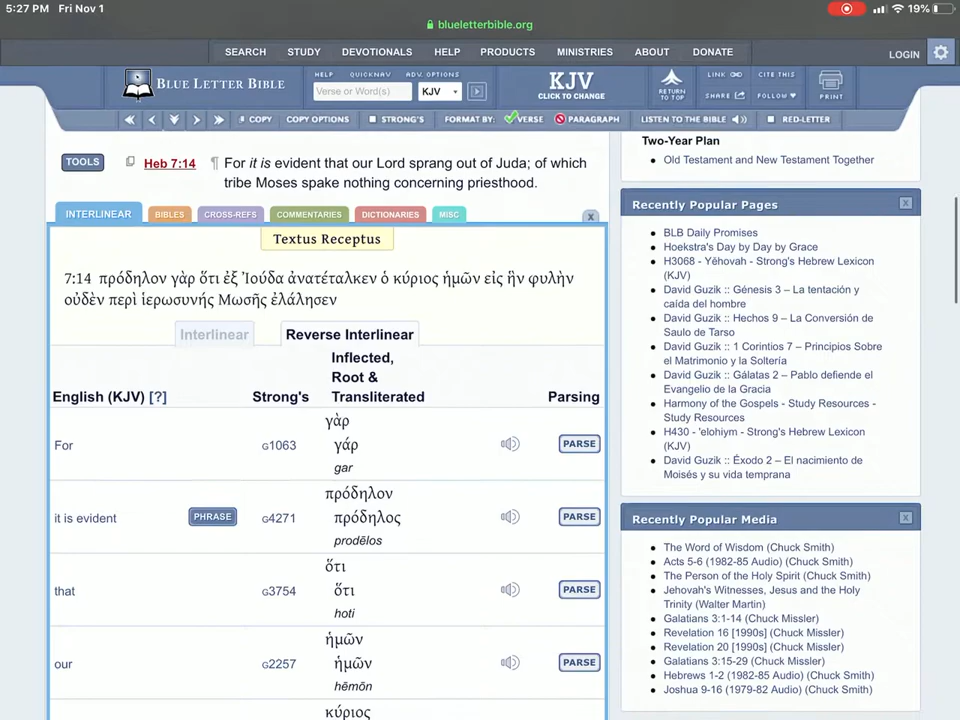 5:27 PM Fri Nov 1
19%
blueletterbible.org
SEARCH STUDY DEVOTIONALS HELP PRODUCTS MINISTRIES ABOUT DONATE LOGIN
BLUE LETTER BIBLE
HELP QUICKNAV ADV. OPTIONS
Verse or Word(s) KJV
KJV
CLICK TO CHANGE
RETURN
TO TOP
LINK CITE THIS
SHARE FOLLOW
PRINT
COPY COPY OPTIONS STRONG'S FORMAT BY: VERSE PARAGRAPH LISTEN TO THE BIBLE RED-LETTER
TOOLS Heb 7:14 ¶ For it is evident that our Lord sprang out of Juda; of which
tribe Moses spake nothing concerning priesthood.
INTERLINEAR BIBLES CROSS-REFS COMMENTARIES DICTIONARIES MISC x
Textus Receptus
7:14 πρόδηλον γὰρ ὅτι ἐξ Ἰούδα ἀνατέταλκεν ὁ κύριος ἡμῶν εἰς ἣν φυλὴν
οὐδὲν περὶ ἱερωσυνής Μωσῆς ἐλάλησεν
Interlinear Reverse Interlinear
English (KJV) [?] Strong's
Inflected,
Root &
Transliterated
Parsing
γὰρ
For G1063 γάρ PARSE
gar
πρόδηλον
it is evident PHRASE G4271 πρόδηλος PARSE
prodēlos
ὅτι
that G3754 ὅτι PARSE
hoti
ἡμῶν
our G2257 ἡμῶν PARSE
hēmōn
κύριος
Two-Year Plan
Old Testament and New Testament Together
Recently Popular Pages x
BLB Daily Promises
Hoekstra's Day by Day by Grace
H3068 - Yĕhovah - Strong's Hebrew Lexicon
(KJV)
David Guzik :: Génesis 3 – La tentación y
caída del hombre
David Guzik :: Hechos 9 – La Conversión de
Saulo de Tarso
David Guzik :: 1 Corintios 7 – Principios Sobre
el Matrimonio y la Soltería
David Guzik :: Gálatas 2 – Pablo defiende el
Evangelio de la Gracia
Harmony of the Gospels - Study Resources -
Study Resources
H430 - 'elohiym - Strong's Hebrew Lexicon
(KJV)
David Guzik :: Éxodo 2 – El nacimiento de
Moisés y su vida temprana
Recently Popular Media x
The Word of Wisdom (Chuck Smith)
Acts 5-6 (1982-85 Audio) (Chuck Smith)
The Person of the Holy Spirit (Chuck Smith)
Jehovah's Witnesses, Jesus and the Holy
Trinity (Walter Martin)
Galatians 3:1-14 (Chuck Smith)
Revelation 16 [1990s] (Chuck Missler)
Revelation 20 [1990s] (Chuck Missler)
Galatians 3:15-29 (Chuck Missler)
Hebrews 1-2 (1982-85 Audio) (Chuck Smith)
Joshua 9-16 (1979-82 Audio) (Chuck Smith)